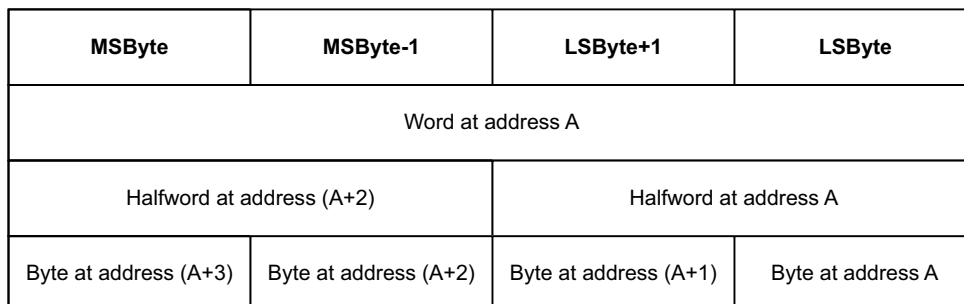 MSByte MSByte-1 LSByte+1 LSByte
Word at address A
Halfword at address (A+2) Halfword at address A
Byte at address (A+3) Byte at address (A+2) Byte at address (A+1) Byte at address A